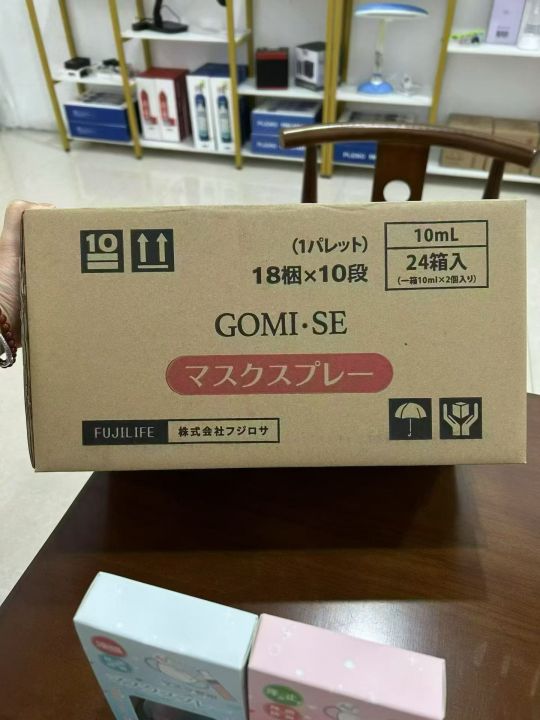 10
(1パレット)
18梱×10段
10mL
24箱入
(一箱10ml×2個入り)
GOMI・SE
マスクスプレー
FUJILIFE
株式会社フジロサ